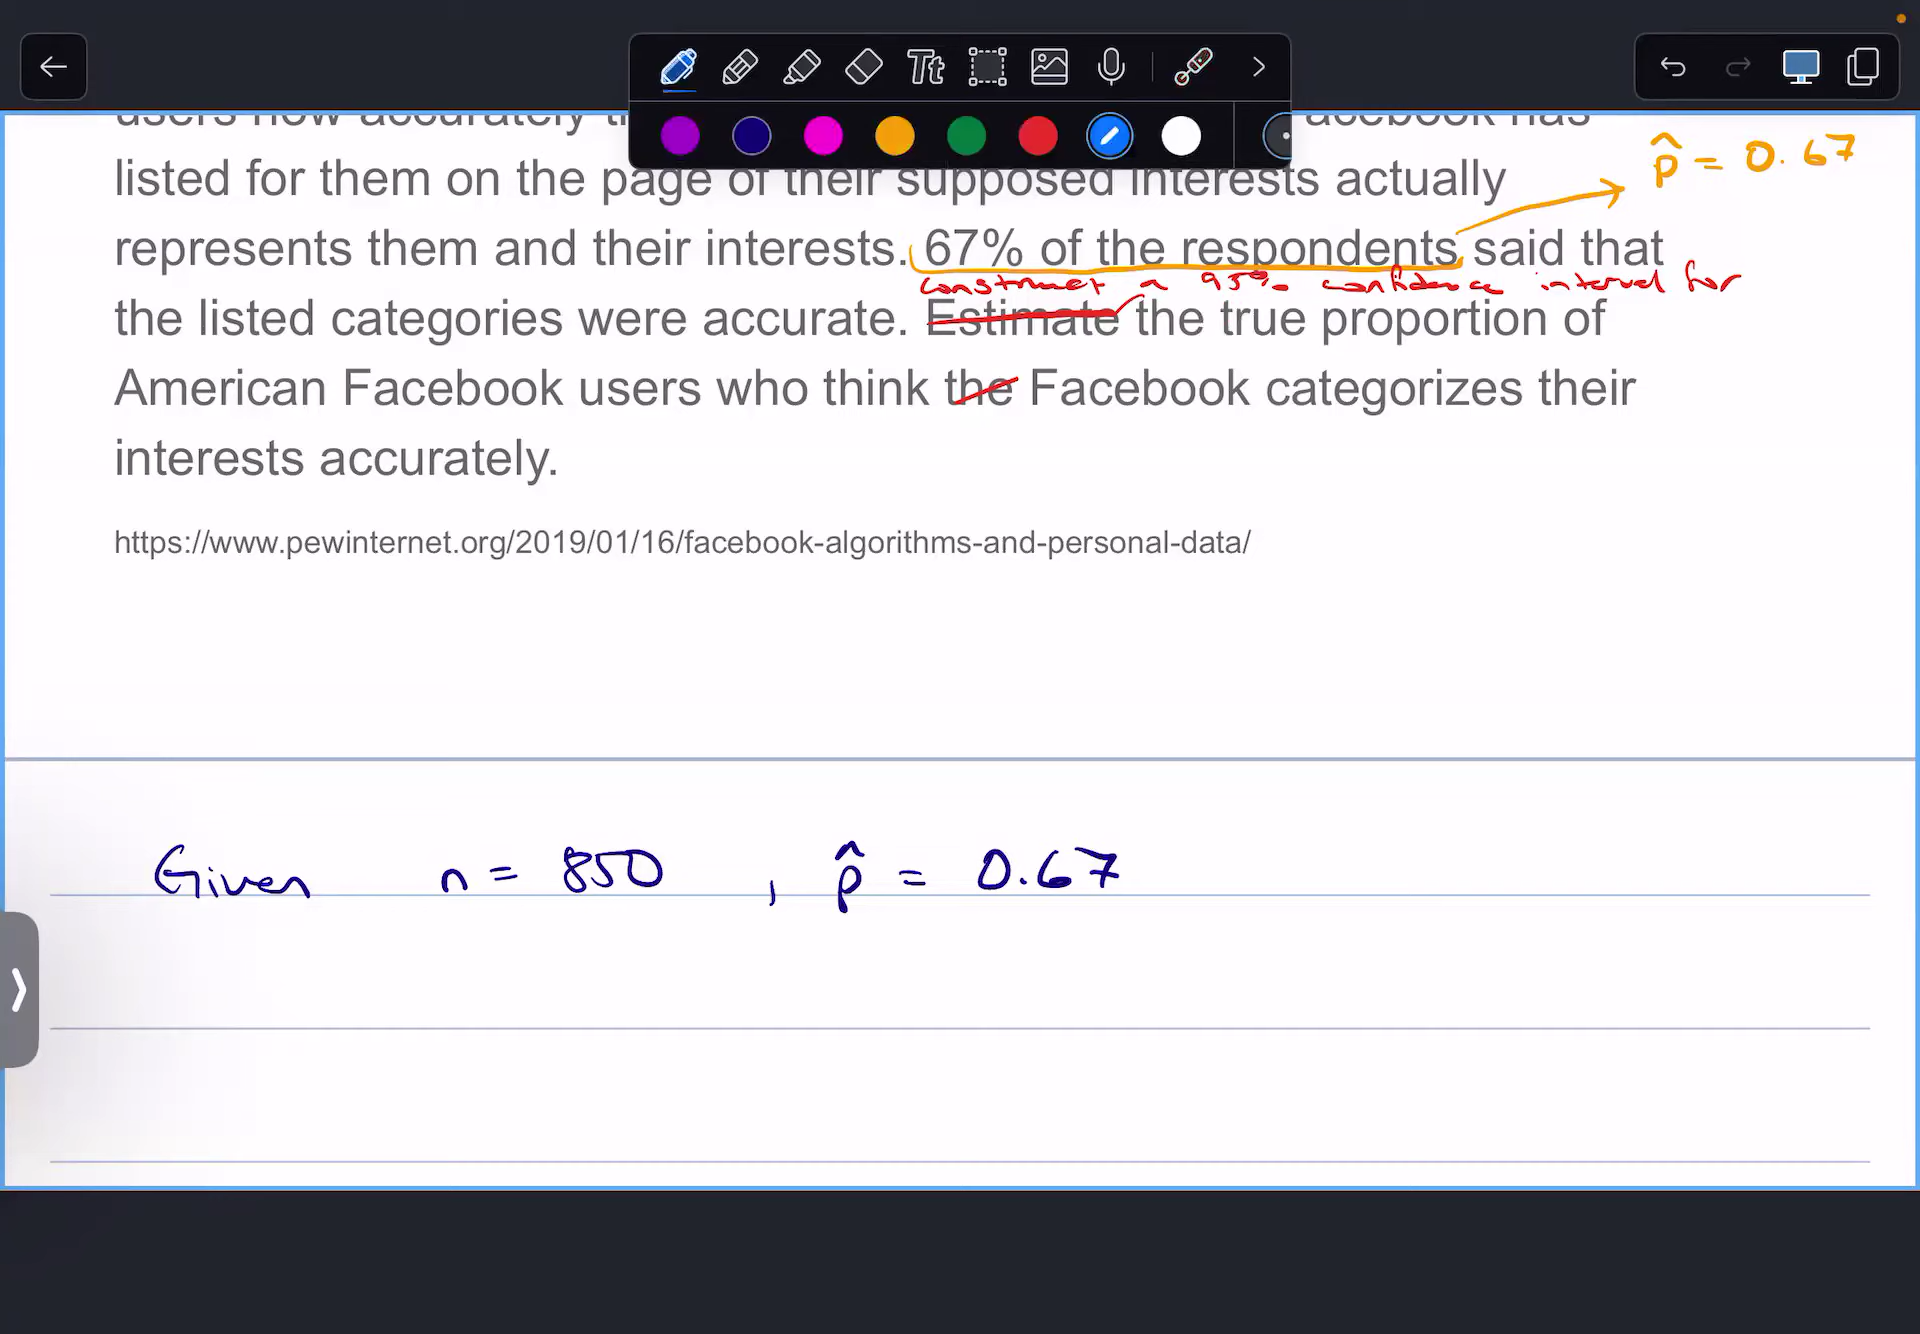 Tt
p̂ = 0.67
listed for them on the page of their supposed interests actually
represents them and their interests. 67% of the respondents said that
construct a 95% confidence interval for
the listed categories were accurate. Estimate the true proportion of
American Facebook users who think the Facebook categorizes their
interests accurately.
https://www.pewinternet.org/2019/01/16/facebook-algorithms-and-personal-data/
Given n = 850 , p̂ = 0.67